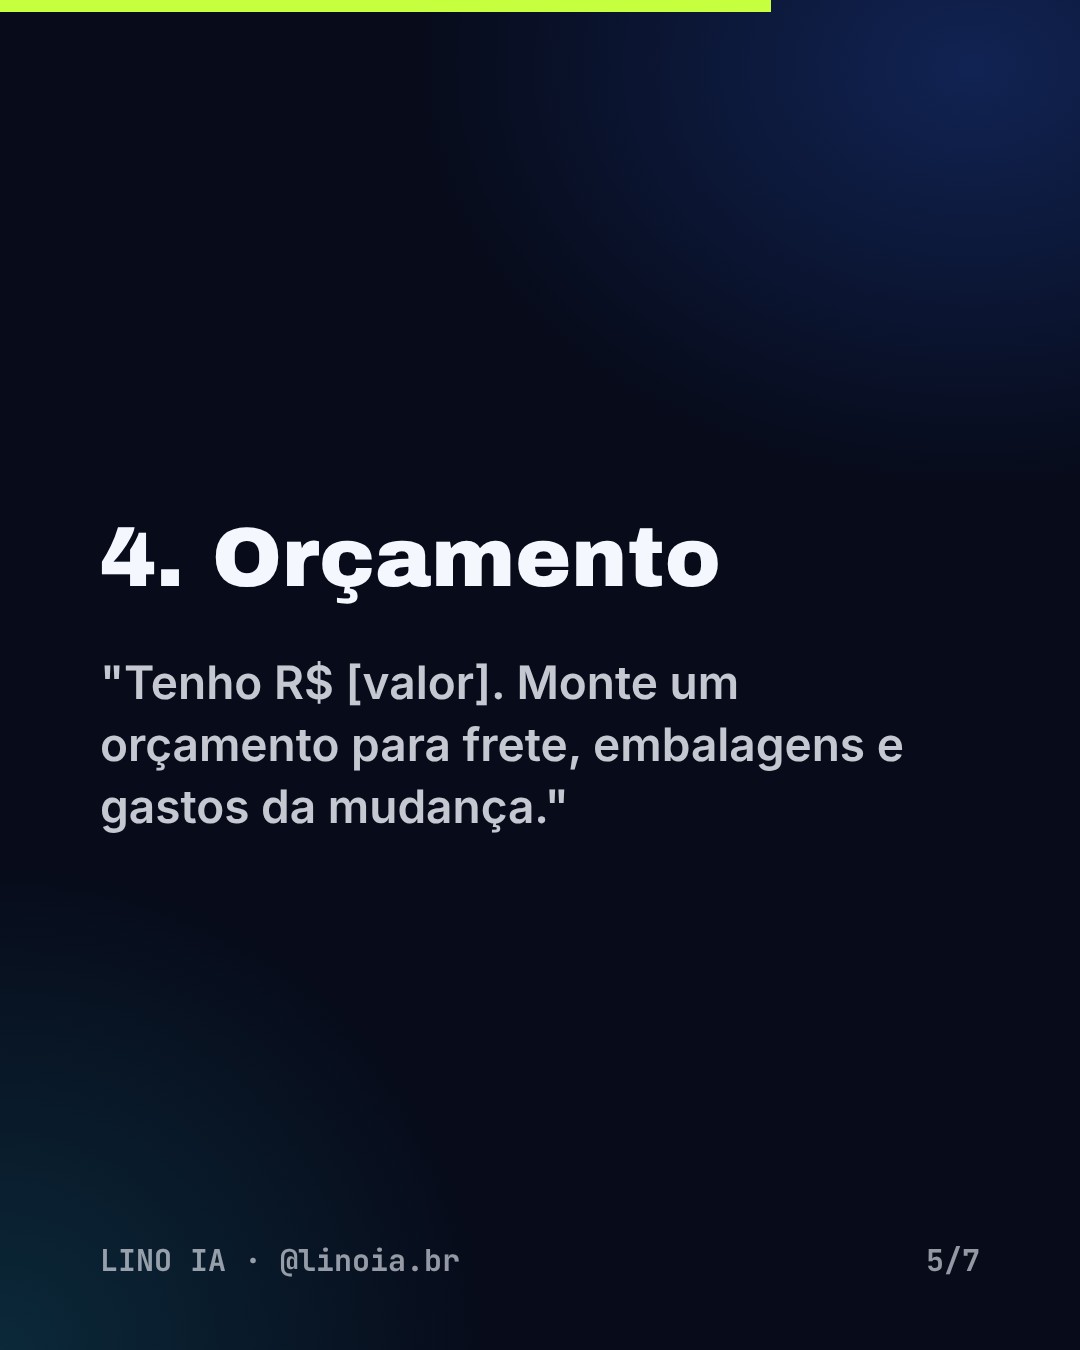 4. Orçamento
"Tenho R$ [valor]. Monte um
orçamento para frete, embalagens e
gastos da mudança."
LINO IA · @linoia.br
5/7